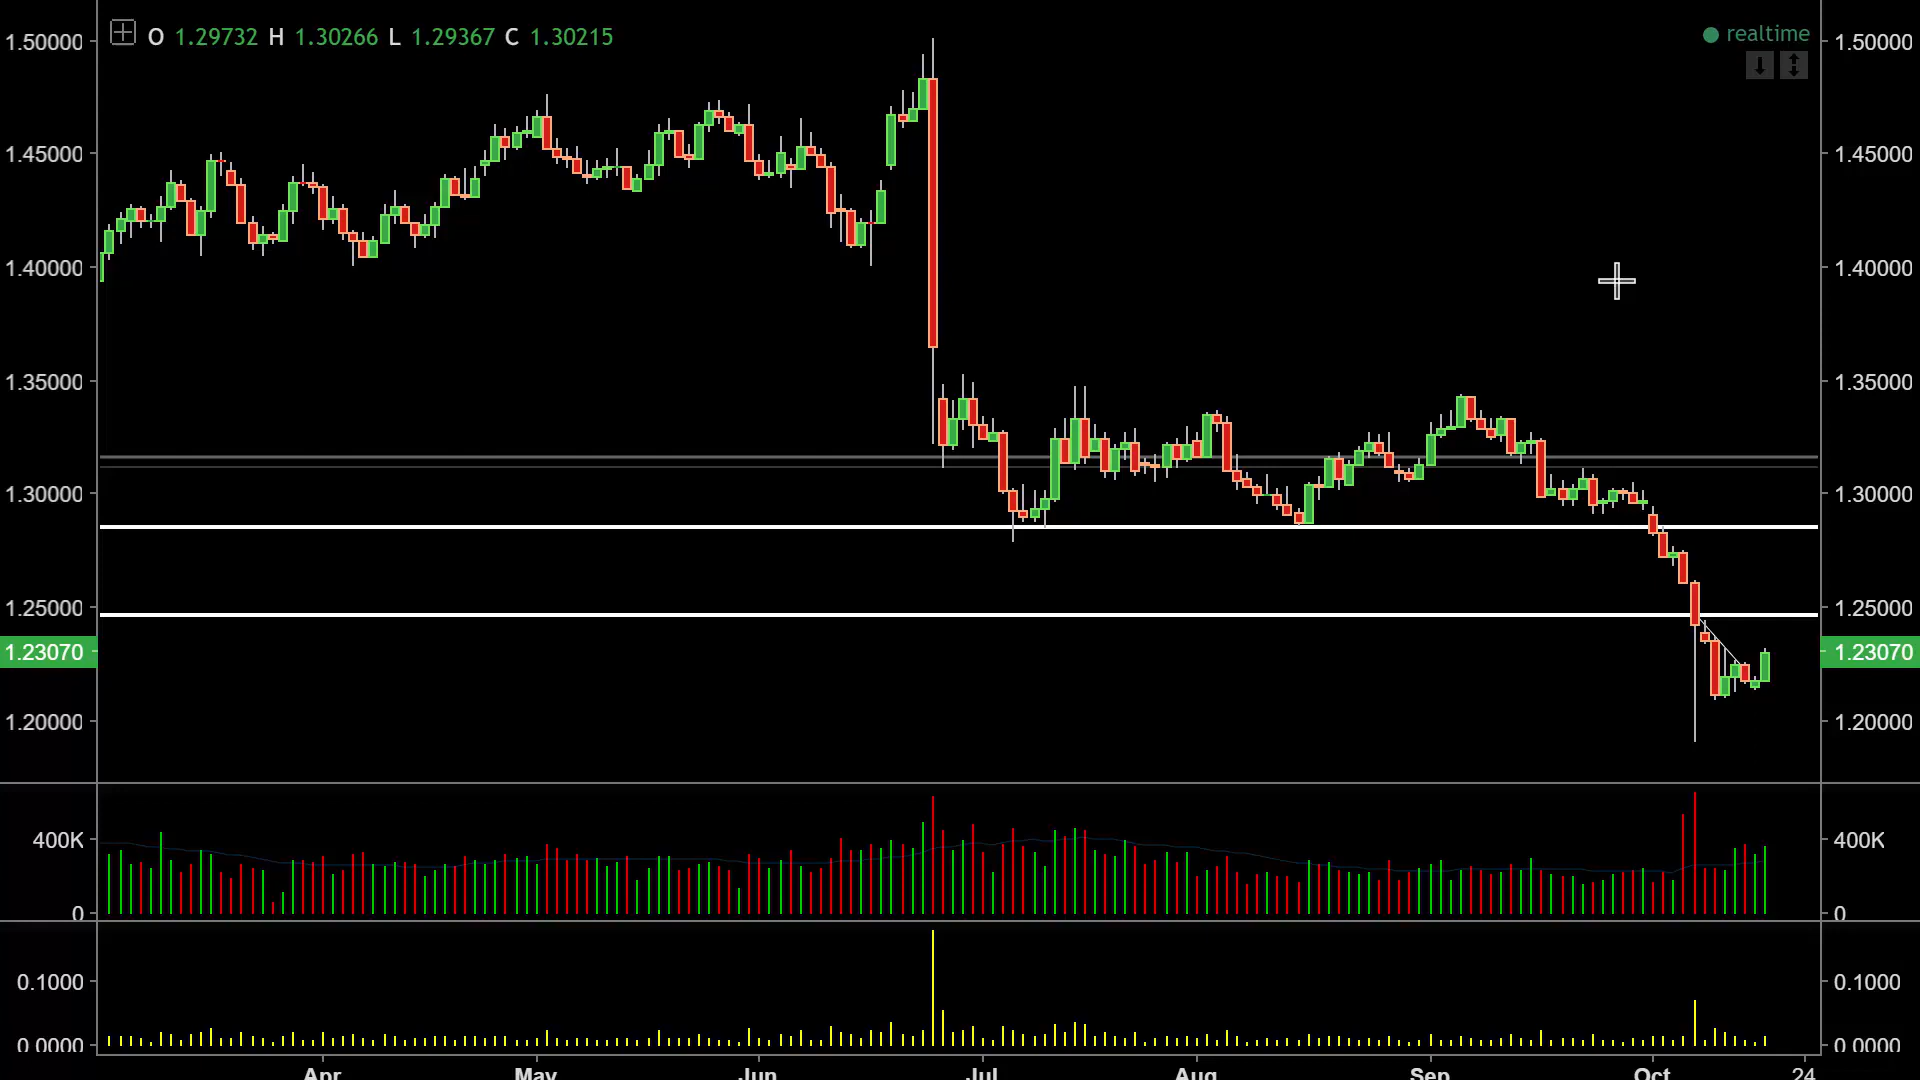 O 1.29732 H 1.30266 L 1.29367 C 1.30215
realtime
1.50000 1.50000
1.45000 1.45000
1.40000 1.40000
1.35000 1.35000
1.30000 1.30000
1.25000 1.25000
1.23070 1.23070
1.20000 1.20000
400K 400K
0 0
0.1000 0.1000
0.0000 0.0000
Apr May Jun Jul Aug Sep Oct 24